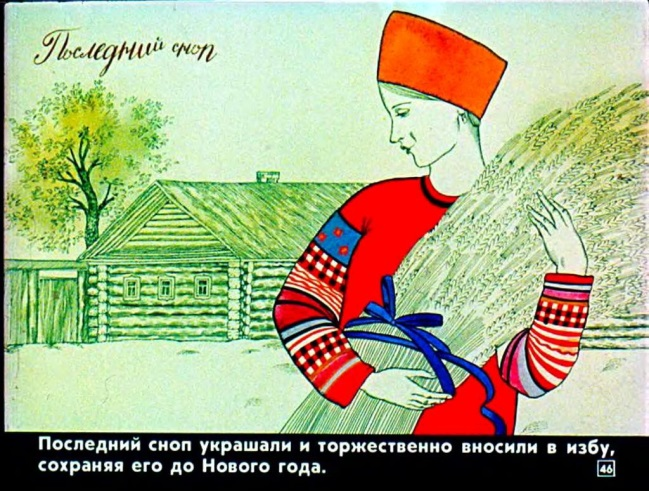 Последний сноп
Последний сноп украшали и торжественно вносили в избу,
сохраняя его до Нового года.
46